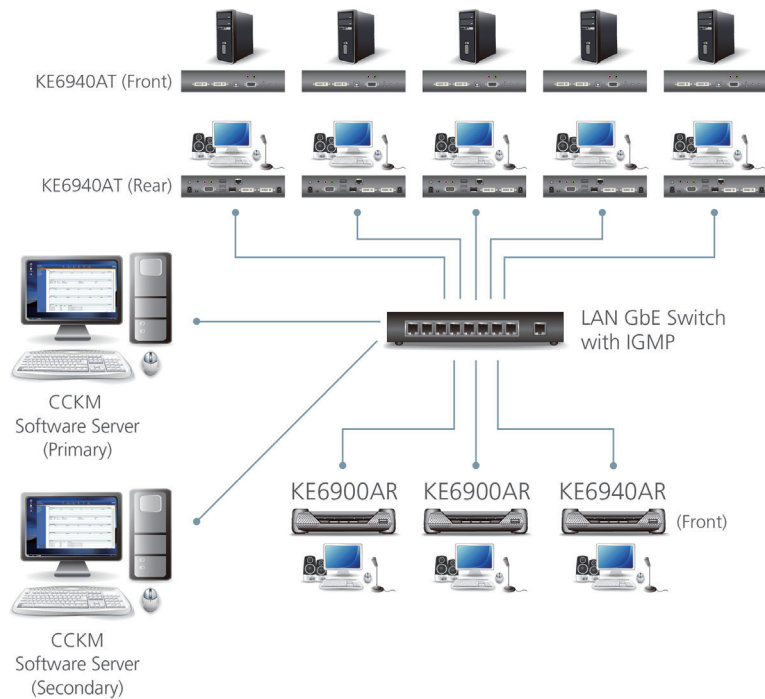 KE6940AT (Front)
KE6940AT (Rear)
LAN GbE Switch
with IGMP
CCKM
Software Server
(Primary)
KE6900AR
KE6900AR
KE6940AR
(Front)
CCKM
Software Server
(Secondary)